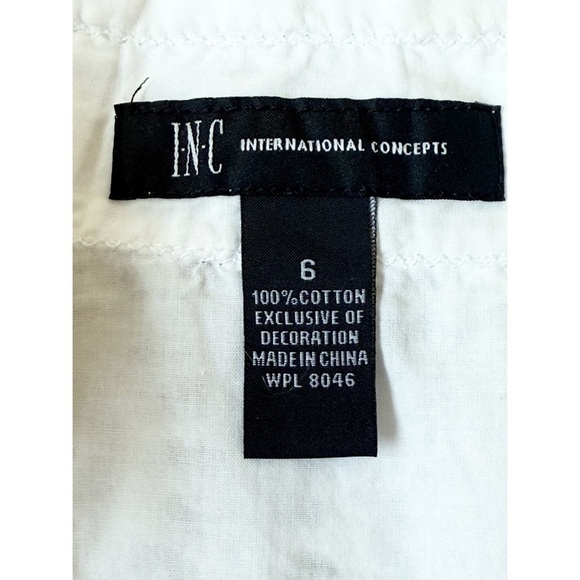 I·N·C INTERNATIONAL CONCEPTS
6
100% COTTON
EXCLUSIVE OF
DECORATION
MADE IN CHINA
WPL 8046